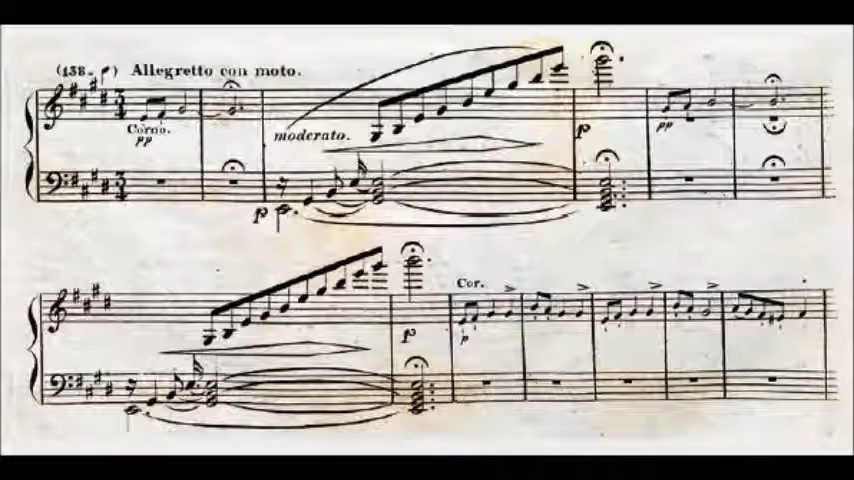 (138 - ♩) Allegretto con moto.
Corno.
pp
moderato.
p
pp
p
Cor.
p
p